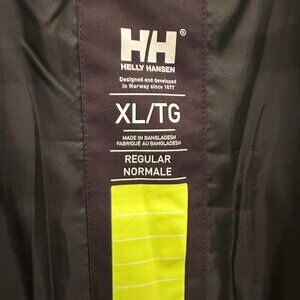 HH®
HELLY HANSEN
Designed and developed
in Norway since 1877
XL/TG
MADE IN BANGLADESH
FABRIQUÉ AU BANGLADESH
REGULAR
NORMALE